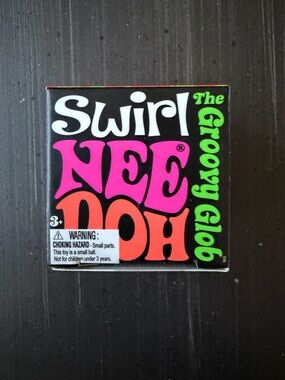 Swirl
NEE®
DOH
The Groovy Glob
3+
WARNING:
CHOKING HAZARD - Small parts.
This toy is a small ball.
Not for children under 3 years.